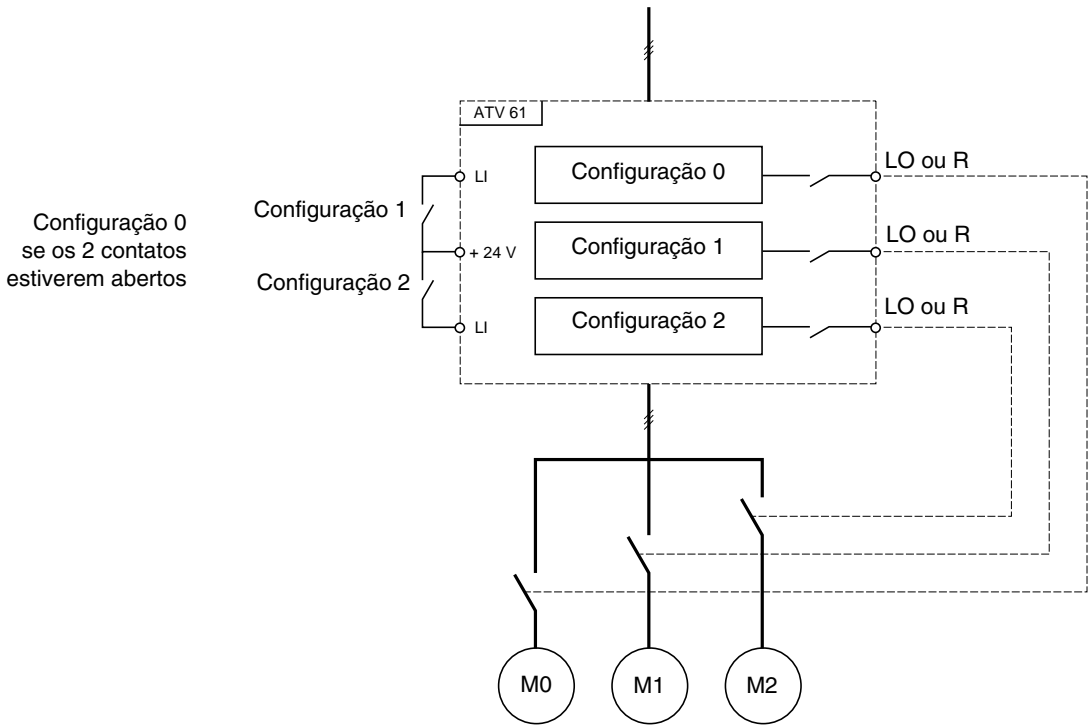 ATV 61
LI
Configuração 0
LO ou R
Configuração 1
Configuração 0
se os 2 contatos
estiverem abertos
+ 24 V
Configuração 1
LO ou R
Configuração 2
LI
Configuração 2
LO ou R
M0
M1
M2